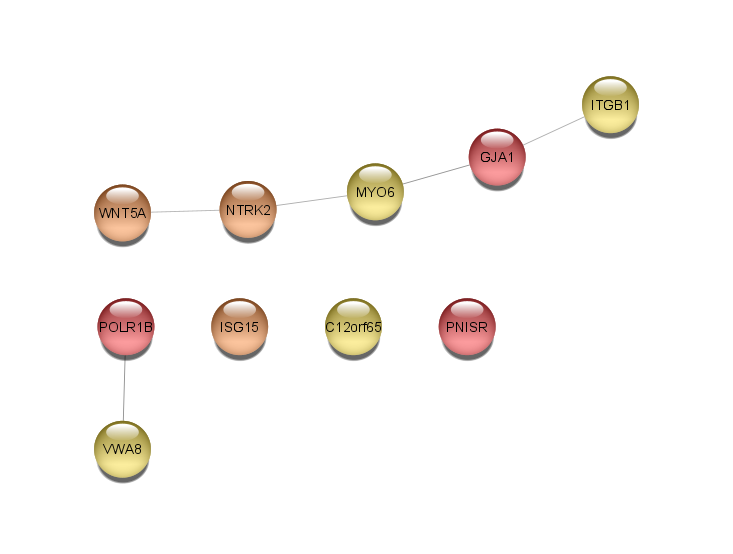 ITGB1
GJA1
MYO6
NTRK2
WNT5A
POLR1B
ISG15
C12orf65
PNISR
VWA8